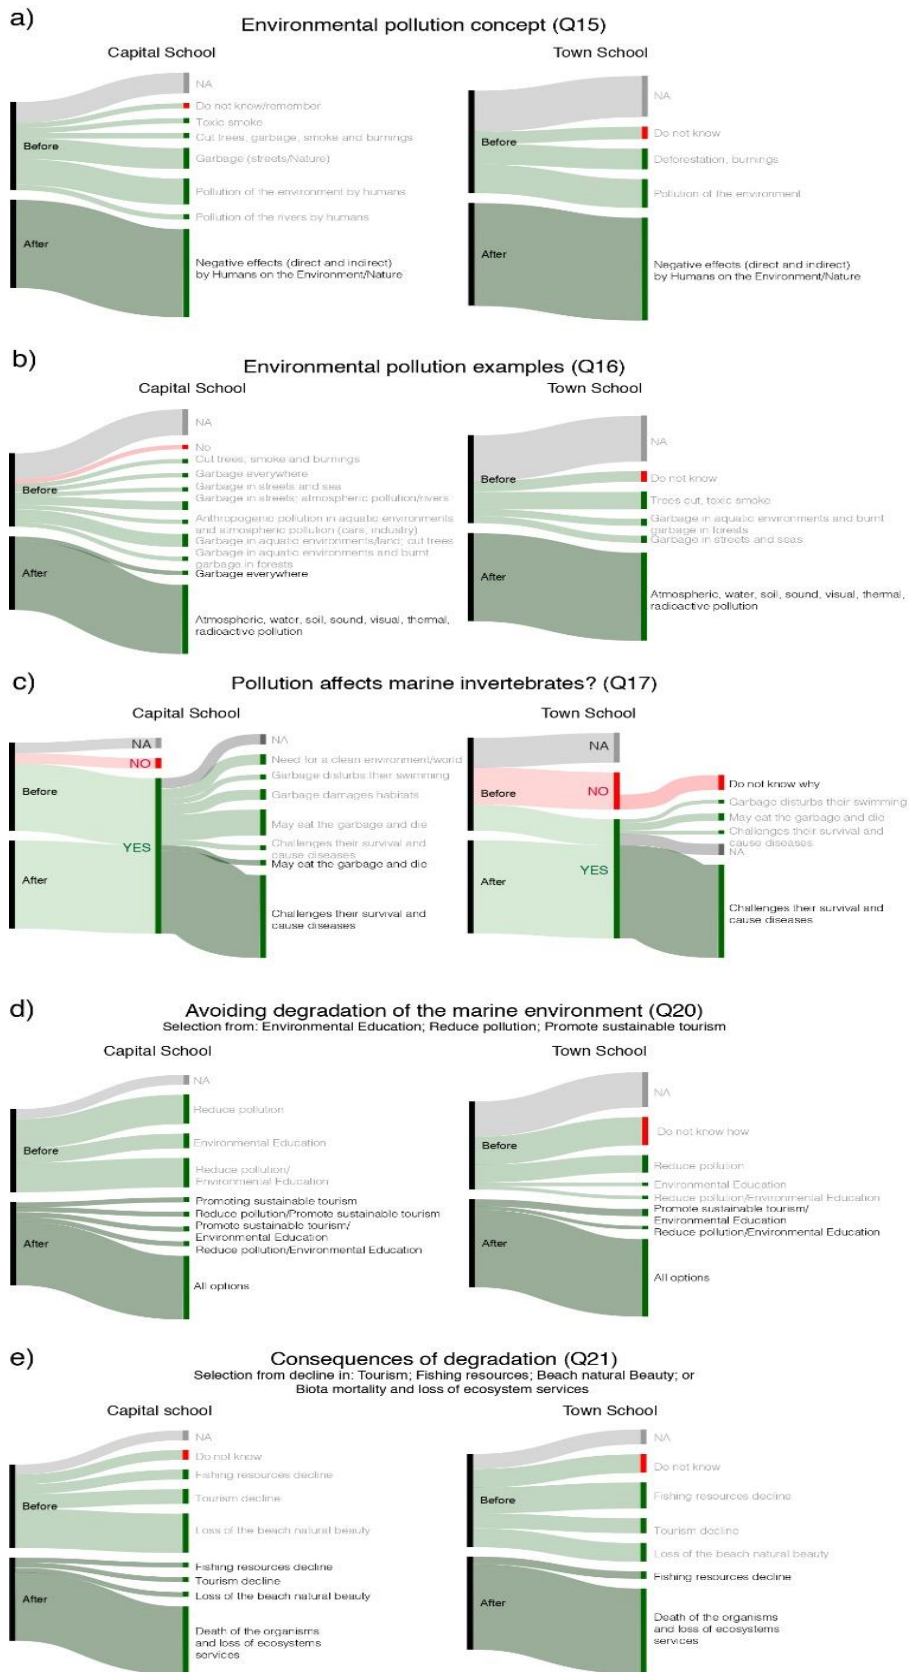 a)
Environmental pollution concept (Q15)
Capital School
Town School
NA
Do not know/remember
Toxic smoke
Cut trees, garbage, smoke and burnings
Before
Garbage (streets/Nature)
Pollution of the environment by humans
Pollution of the rivers by humans
After
Negative effects (direct and indirect)
by Humans on the Environment/Nature
NA
Do not know
Before
Deforestation, burnings
Pollution of the environment
After
Negative effects (direct and indirect)
by Humans on the Environment/Nature
b)
Environmental pollution examples (Q16)
Capital School
Town School
NA
No
Cut trees, smoke and burnings
Garbage everywhere
Before
Garbage in streets and sea
Garbage in streets; atmospheric pollution/rivers
Anthropogenic pollution in aquatic environments
and atmospheric pollution (cars, industry)
Garbage in aquatic environments/land; cut trees
Garbage in aquatic environments and burnt
garbage in forests
After
Garbage everywhere
Atmospheric, water, soil, sound, visual, thermal,
radioactive pollution
NA
Do not know
Before
Trees cut, toxic smoke
Garbage in aquatic environments and burnt
garbage in forests
Garbage in streets and seas
After
Atmospheric, water, soil, sound, visual, thermal,
radioactive pollution
c)
Pollution affects marine invertebrates? (Q17)
Capital School
Town School
NA
NO
Before
YES
After
NA
Need for a clean environment/world
Garbage disturbs their swimming
Garbage damages habitats
May eat the garbage and die
Challenges their survival and
cause diseases
May eat the garbage and die
Challenges their survival and
cause diseases
NA
Before
NO
YES
After
Do not know why
Garbage disturbs their swimming
May eat the garbage and die
Challenges their survival and
cause diseases
NA
Challenges their survival and
cause diseases
d)
Avoiding degradation of the marine environment (Q20)
Selection from: Environmental Education; Reduce pollution; Promote sustainable tourism
Capital School
Town School
NA
Reduce pollution
Before
Environmental Education
Reduce pollution/
Environmental Education
Promoting sustainable tourism
Reduce pollution/Promote sustainable tourism
Promote sustainable tourism/
Environmental Education
After
Reduce pollution/Environmental Education
All options
NA
Do not know how
Before
Reduce pollution
Environmental Education
Reduce pollution/Environmental Education
Promote sustainable tourism/
Environmental Education
Reduce pollution/Environmental Education
After
All options
e)
Consequences of degradation (Q21)
Selection from decline in: Tourism; Fishing resources; Beach natural Beauty; or
Biota mortality and loss of ecosystem services
Capital school
Town School
NA
Do not know
Fishing resources decline
Before
Tourism decline
Loss of the beach natural beauty
Fishing resources decline
Tourism decline
Loss of the beach natural beauty
After
Death of the organisms
and loss of ecosystems
services
NA
Do not know
Before
Fishing resources decline
Tourism decline
Loss of the beach natural beauty
Fishing resources decline
After
Death of the organisms
and loss of ecosystems
services